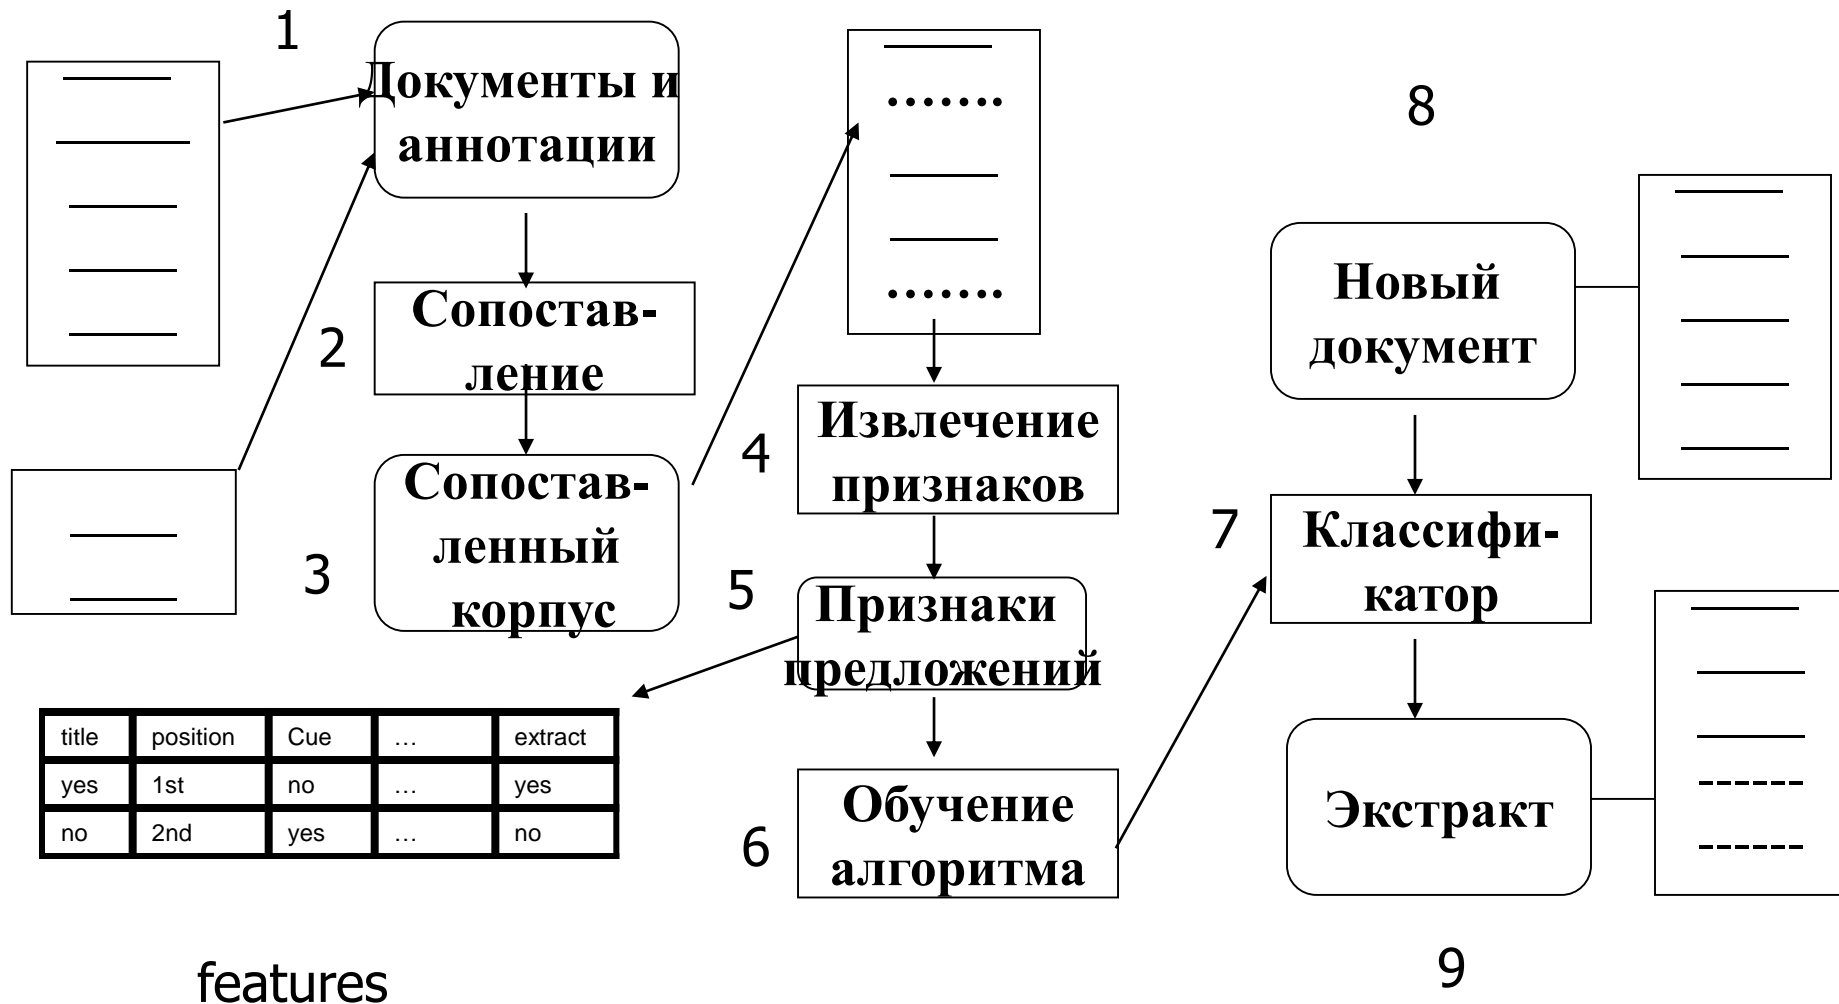 1
Документы и
аннотации
2
Сопостав-
ление
3
Сопостав-
ленный
корпус
…….
…….
4
Извлечение
признаков
5
Признаки
предложений
6
Обучение
алгоритма
7
Классифи-
катор
8
Новый
документ
Экстракт
9
title position Cue … extract
yes 1st no … yes
no 2nd yes … no
features